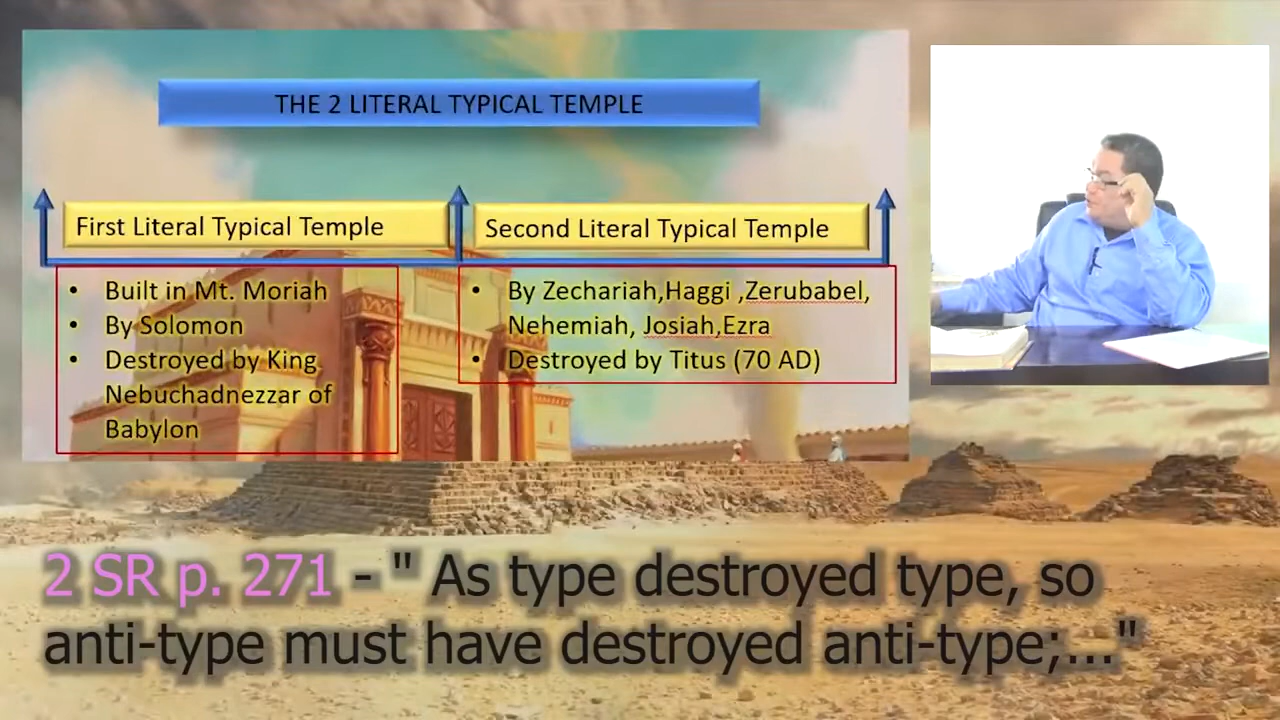 THE 2 LITERAL TYPICAL TEMPLE
First Literal Typical Temple
• Built in Mt. Moriah
• By Solomon
• Destroyed by King
Nebuchadnezzar of
Babylon
Second Literal Typical Temple
• By Zechariah,Haggi ,Zerubabel,
Nehemiah, Josiah,Ezra
• Destroyed by Titus (70 AD)
2 SR p. 271 - " As type destroyed type, so
anti-type must have destroyed anti-type;..."